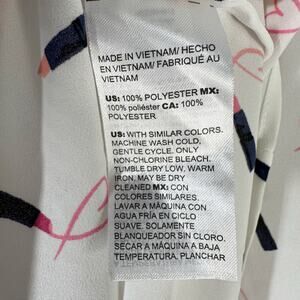 MADE IN VIETNAM/ HECHO
EN VIETNAM/ FABRIQUÉ AU
VIETNAM
US: 100% POLYESTER MX:
100% poliéster CA: 100%
POLYESTER
US: WITH SIMILAR COLORS.
MACHINE WASH COLD,
GENTLE CYCLE. ONLY
NON-CHLORINE BLEACH.
TUMBLE DRY LOW, WARM
IRON, MAY BE DRY
CLEANED MX: CON
COLORES SIMILARES.
LAVAR A MÁQUINA CON
AGUA FRÍA EN CICLO
SUAVE. SOLAMENTE
BLANQUEADOR SIN CLORO.
SECAR A MÁQUINA A BAJA
TEMPERATURA, PLANCHAR